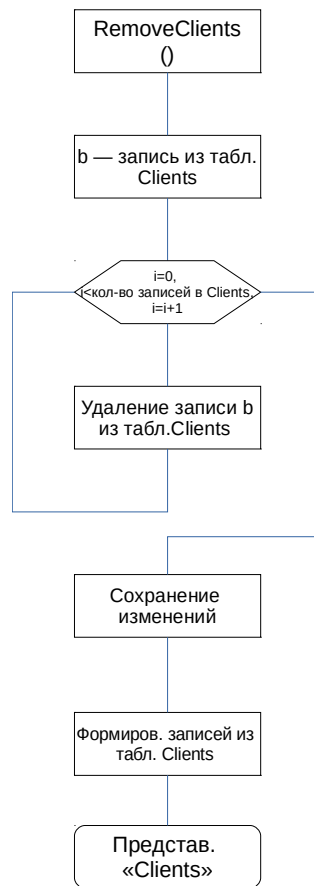 RemoveClients
()
b — запись из табл.
Clients
i=0,
i<кол-во записей в Clients,
i=i+1
Удаление записи b
из табл.Clients
Сохранение
изменений
Формиров. записей из
табл. Clients
Представ.
«Clients»